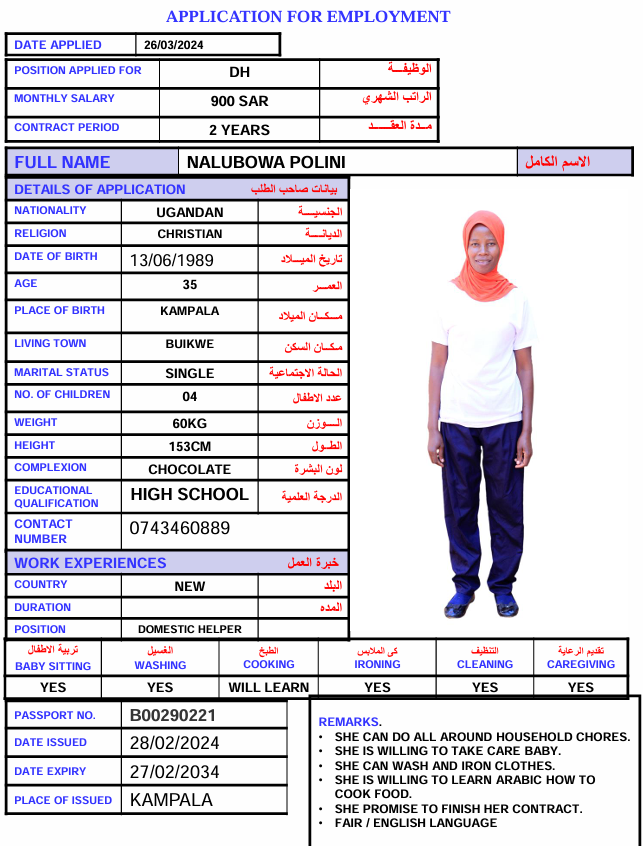 APPLICATION FOR EMPLOYMENT
DATE APPLIED 26/03/2024
POSITION APPLIED FOR DH الوظيفـــة
MONTHLY SALARY 900 SAR الراتب الشهري
CONTRACT PERIOD 2 YEARS مــدة العقــــد
FULL NAME NALUBOWA POLINI الاسم الكامل
DETAILS OF APPLICATION بيانات صاحب الطلب
NATIONALITY UGANDAN الجنسيـــة
RELIGION CHRISTIAN الديانـــة
DATE OF BIRTH 13/06/1989 تاريخ الميـــلاد
AGE 35 العمـــر
PLACE OF BIRTH KAMPALA مـــكـــان الميلاد
LIVING TOWN BUIKWE مـكـــان السكن
MARITAL STATUS SINGLE الحالة الاجتماعية
NO. OF CHILDREN 04 عدد الاطفال
WEIGHT 60KG الـــوزن
HEIGHT 153CM الطـــول
COMPLEXION CHOCOLATE لون البشرة
EDUCATIONAL QUALIFICATION HIGH SCHOOL الدرجة العلمية
CONTACT NUMBER 0743460889
WORK EXPERIENCES خبرة العمل
COUNTRY NEW البلد
DURATION المده
POSITION DOMESTIC HELPER
تربية الاطفال الغسيل الطبخ كى الملابس التنظيف تقديم الرعاية
BABY SITTING WASHING COOKING IRONING CLEANING CAREGIVING
YES YES WILL LEARN YES YES YES
PASSPORT NO. B00290221
DATE ISSUED 28/02/2024
DATE EXPIRY 27/02/2034
PLACE OF ISSUED KAMPALA
REMARKS.
• SHE CAN DO ALL AROUND HOUSEHOLD CHORES.
• SHE IS WILLING TO TAKE CARE BABY.
• SHE CAN WASH AND IRON CLOTHES.
• SHE IS WILLING TO LEARN ARABIC HOW TO
COOK FOOD.
• SHE PROMISE TO FINISH HER CONTRACT.
• FAIR / ENGLISH LANGUAGE